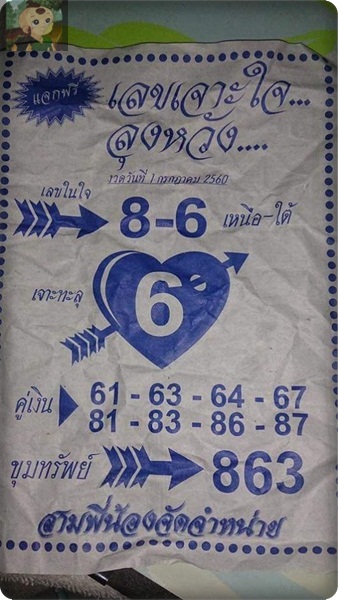 แจกฟรี
เลขเจาะใจ...
ลุงหวัง.....
งวดวันที่ 1 กรกฎาคม 2560
เลขในใจ
8-6
เหนือ-ใต้
เจาะทะลุ
6
คู่เงิน
61 - 63 - 64 - 67
81 - 83 - 86 - 87
ขุมทรัพย์
863
สามพี่น้องจัดจำหน่าย